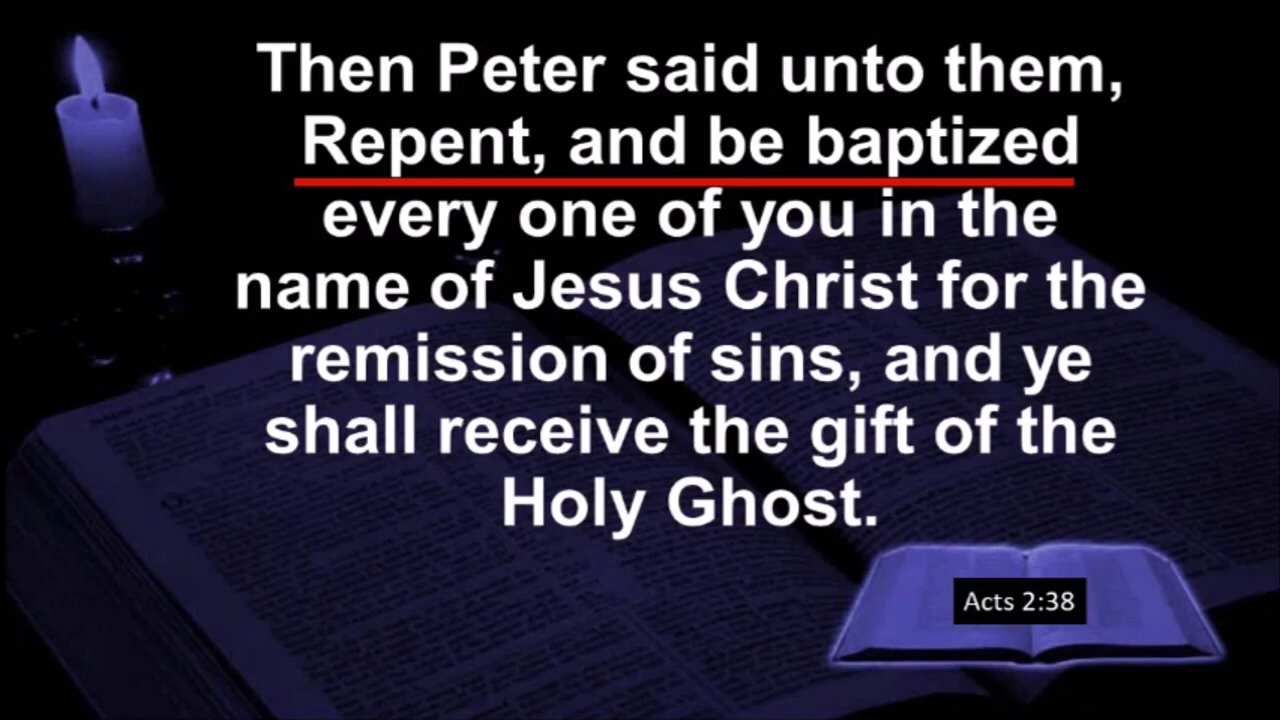 Then Peter said unto them,
Repent, and be baptized
every one of you in the
name of Jesus Christ for the
remission of sins, and ye
shall receive the gift of the
Holy Ghost.
Acts 2:38